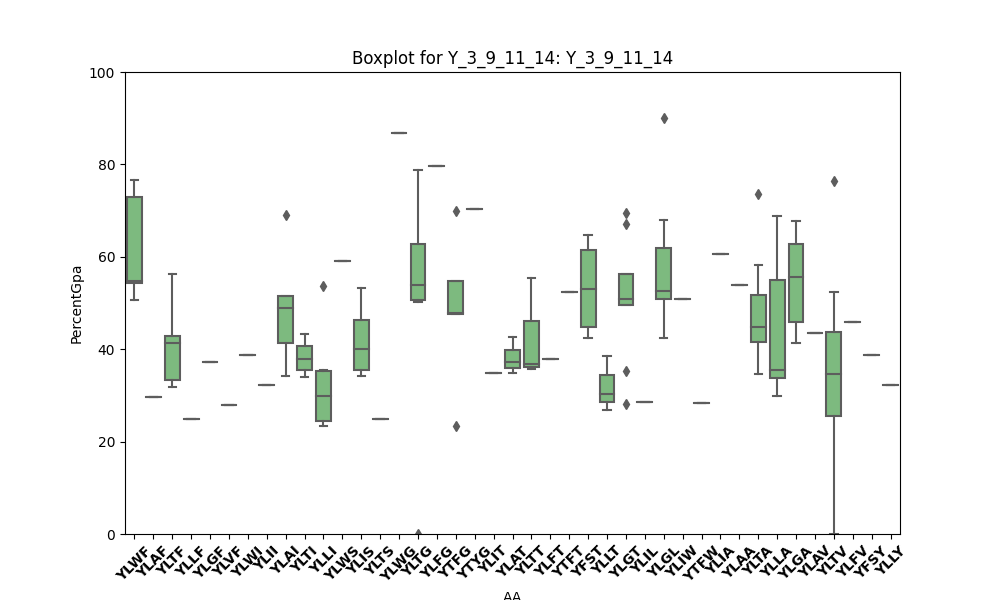 Boxplot for Y_3_9_11_14: Y_3_9_11_14
100
80
60
40
20
0
PercentGpa
YLWF YLAF YLTF YLLF YLGF YLVF YLWI YLII YLAI YLTI YLLI YLWS YLIS YLTS YLWG YLTG YLFG YTFG YTYG YLIT YLAT YLTT YLFT YTFT YFST YLLT YLGT YLIL YLGL YLIW YTFW YLIA YLAA YLTA YLLA YLGA YLAV YLTV YLFV YFSY YLLY
AA